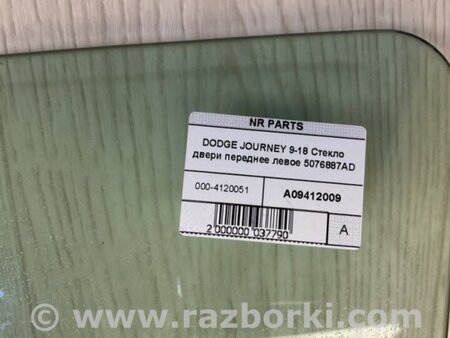 NR PARTS
DODGE JOURNEY 9-18 Стекло
двери переднее левое 5076887AD
000-4120051
A09412009
2 000000 037790
A
© www.razborki.com